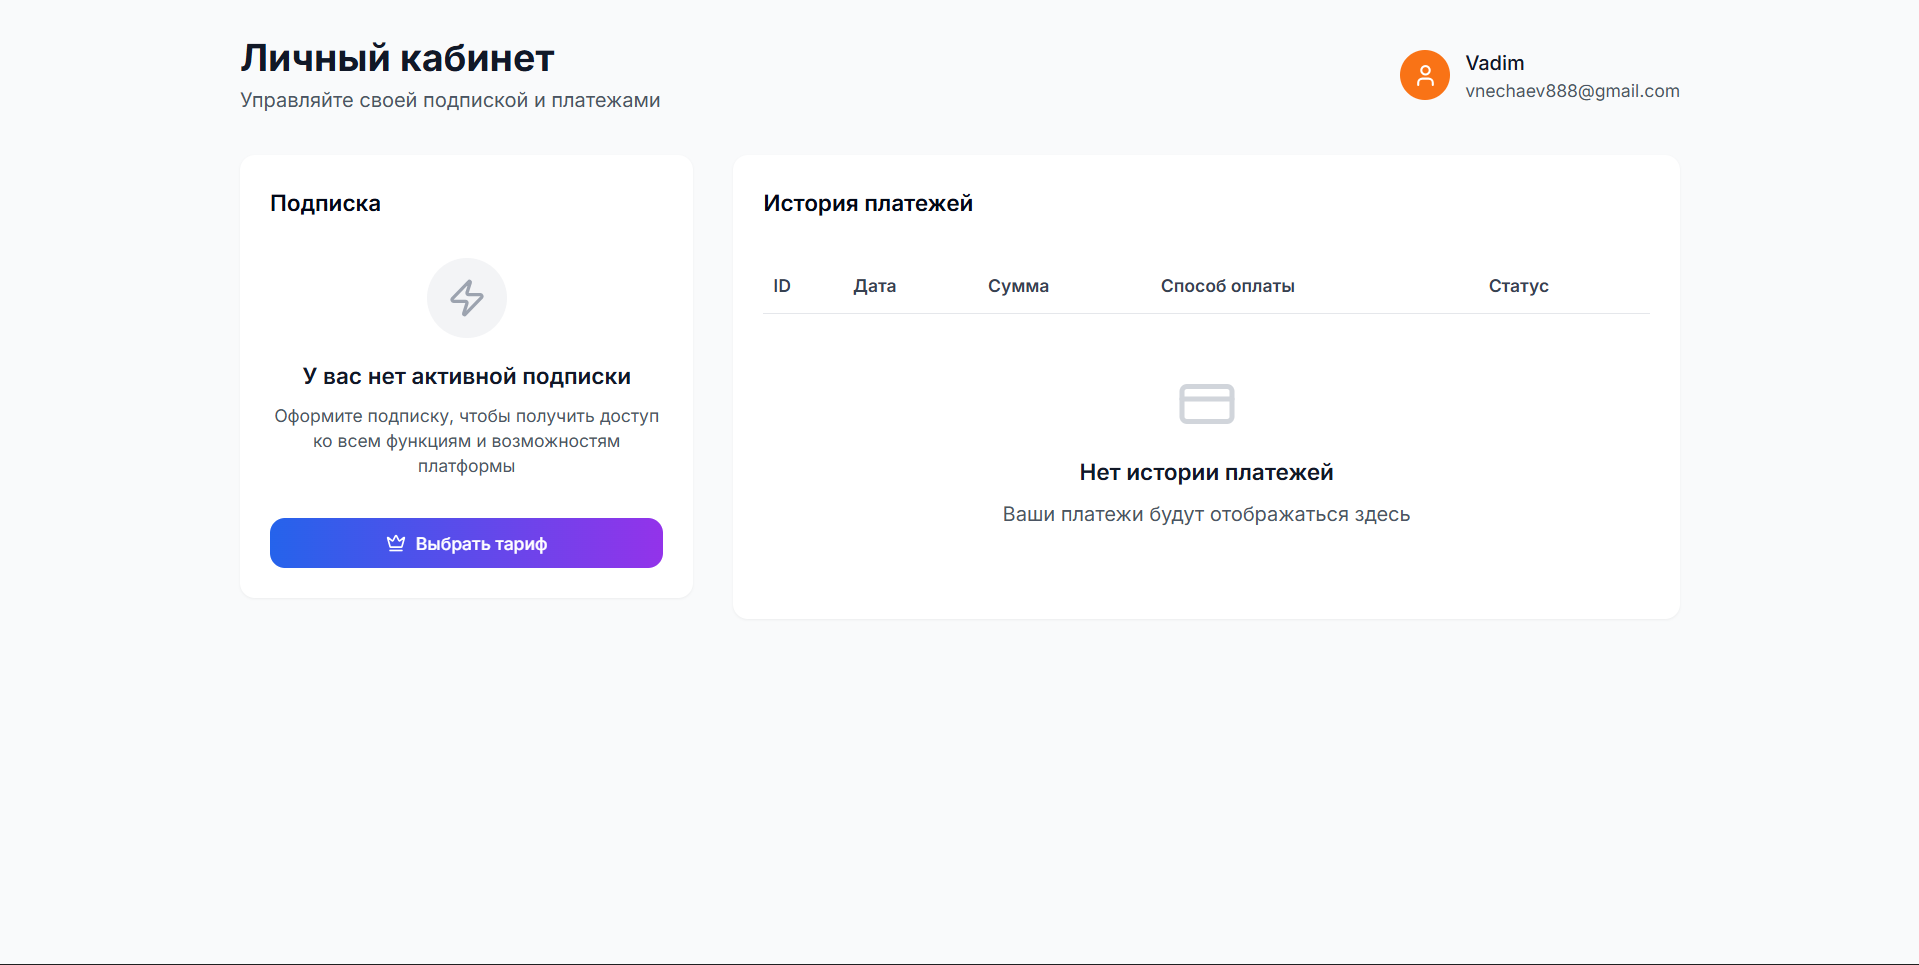 Личный кабинет
Управляйте своей подпиской и платежами
Vadim
vnechaev888@gmail.com
Подписка
У вас нет активной подписки
Оформите подписку, чтобы получить доступ
ко всем функциям и возможностям
платформы
Выбрать тариф
История платежей
ID Дата Сумма Способ оплаты Статус
Нет истории платежей
Ваши платежи будут отображаться здесь